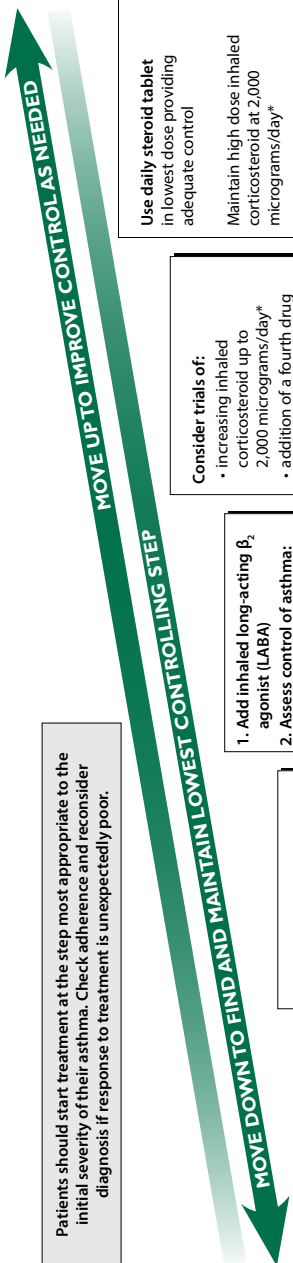 Patients should start treatment at the step most appropriate to the
initial severity of their asthma. Check adherence and reconsider
diagnosis if response to treatment is unexpectedly poor.
MOVE UP TO IMPROVE CONTROL AS NEEDED
MOVE DOWN TO FIND AND MAINTAIN LOWEST CONTROLLING STEP
1. Add inhaled long-acting β2
agonist (LABA)
2. Assess control of asthma:
Consider trials of:
• increasing inhaled
corticosteroid up to
2,000 micrograms/day*
• addition of a fourth drug
Use daily steroid tablet
in lowest dose providing
adequate control
Maintain high dose inhaled
corticosteroid at 2,000
micrograms/day*